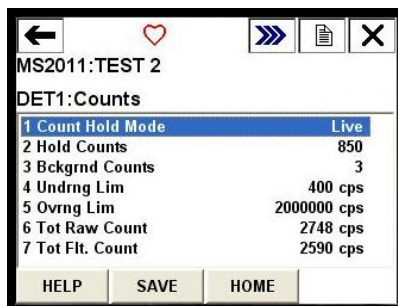 MS2011:TEST 2
DET1:Counts
1 Count Hold Mode Live
2 Hold Counts 850
3 Bckgrnd Counts 3
4 Undrng Lim 400 cps
5 Ovrng Lim 2000000 cps
6 Tot Raw Count 2748 cps
7 Tot Flt. Count 2590 cps
HELP SAVE HOME